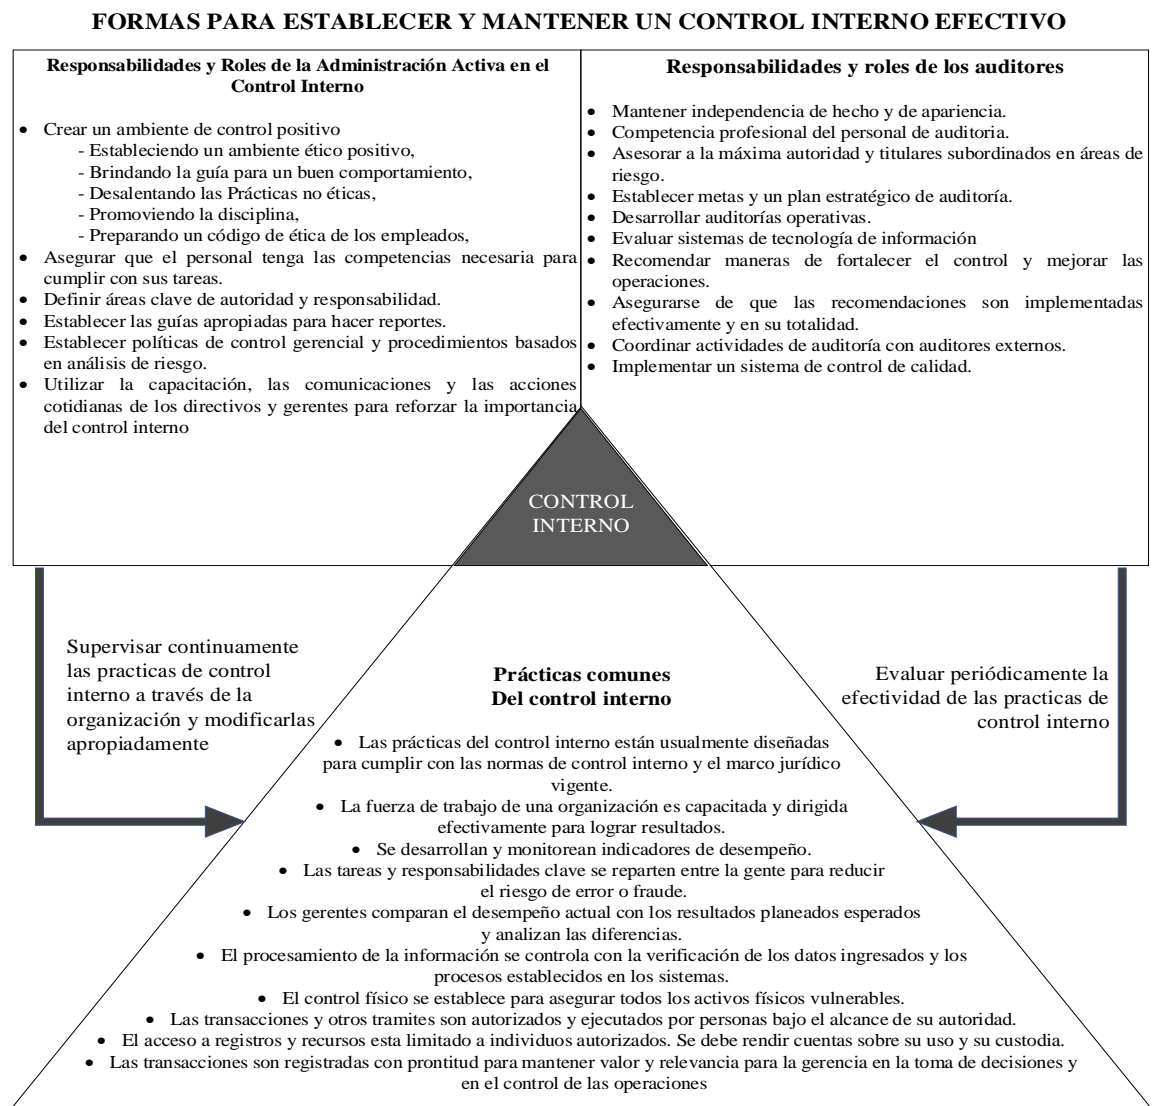 FORMAS PARA ESTABLECER Y MANTENER UN CONTROL INTERNO EFECTIVO
Responsabilidades y Roles de la Administración Activa en el
Control Interno
• Crear un ambiente de control positivo
- Estableciendo un ambiente ético positivo,
- Brindando la guía para un buen comportamiento,
- Desalentando las Prácticas no éticas,
- Promoviendo la disciplina,
- Preparando un código de ética de los empleados,
• Asegurar que el personal tenga las competencias necesaria para
cumplir con sus tareas.
• Definir áreas clave de autoridad y responsabilidad.
• Establecer las guías apropiadas para hacer reportes.
• Establecer políticas de control gerencial y procedimientos basados
en análisis de riesgo.
• Utilizar la capacitación, las comunicaciones y las acciones
cotidianas de los directivos y gerentes para reforzar la importancia
del control interno
Responsabilidades y roles de los auditores
• Mantener independencia de hecho y de apariencia.
• Competencia profesional del personal de auditoria.
• Asesorar a la máxima autoridad y titulares subordinados en áreas de
riesgo.
• Establecer metas y un plan estratégico de auditoría.
• Desarrollar auditorías operativas.
• Evaluar sistemas de tecnología de información
• Recomendar maneras de fortalecer el control y mejorar las
operaciones.
• Asegurarse de que las recomendaciones son implementadas
efectivamente y en su totalidad.
• Coordinar actividades de auditoría con auditores externos.
• Implementar un sistema de control de calidad.
CONTROL
INTERNO
Supervisar continuamente
las practicas de control
interno a través de la
organización y modificarlas
apropiadamente
Evaluar periódicamente la
efectividad de las practicas de
control interno
Prácticas comunes
Del control interno
• Las prácticas del control interno están usualmente diseñadas
para cumplir con las normas de control interno y el marco jurídico
vigente.
• La fuerza de trabajo de una organización es capacitada y dirigida
efectivamente para lograr resultados.
• Se desarrollan y monitorean indicadores de desempeño.
• Las tareas y responsabilidades clave se reparten entre la gente para reducir
el riesgo de error o fraude.
• Los gerentes comparan el desempeño actual con los resultados planeados esperados
y analizan las diferencias.
• El procesamiento de la información se controla con la verificación de los datos ingresados y los
procesos establecidos en los sistemas.
• El control físico se establece para asegurar todos los activos físicos vulnerables.
• Las transacciones y otros tramites son autorizados y ejecutados por personas bajo el alcance de su autoridad.
• El acceso a registros y recursos esta limitado a individuos autorizados. Se debe rendir cuentas sobre su uso y su custodia.
• Las transacciones son registradas con prontitud para mantener valor y relevancia para la gerencia en la toma de decisiones y
en el control de las operaciones